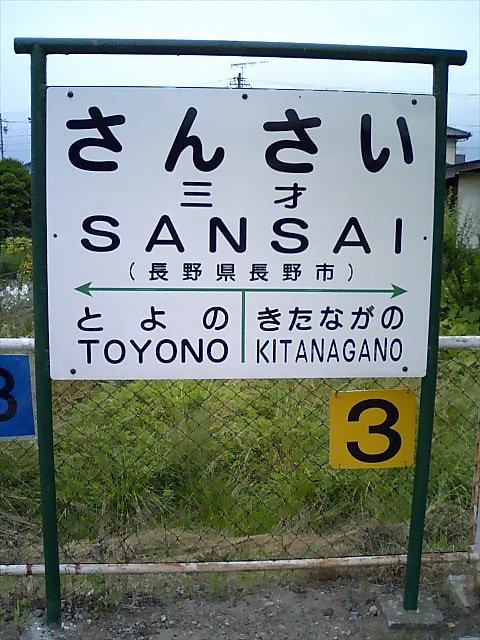 さんさい
三才
SANSAI
(長野県長野市)
とよの きたながの
TOYONO KITANAGANO
3
3